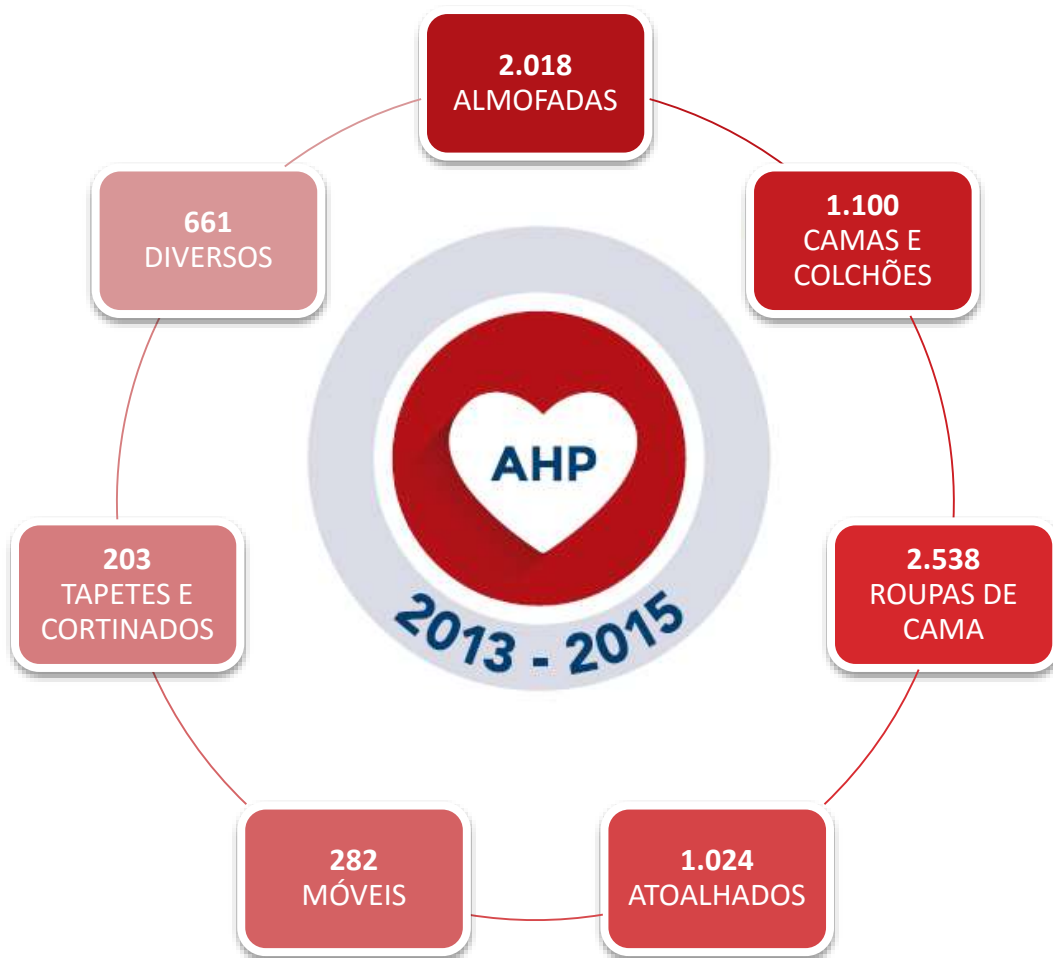 2.018
ALMOFADAS
1.100
CAMAS E
COLCHÕES
2.538
ROUPAS DE
CAMA
1.024
ATOALHADOS
282
MÓVEIS
203
TAPETES E
CORTINADOS
661
DIVERSOS
AHP
2013 - 2015